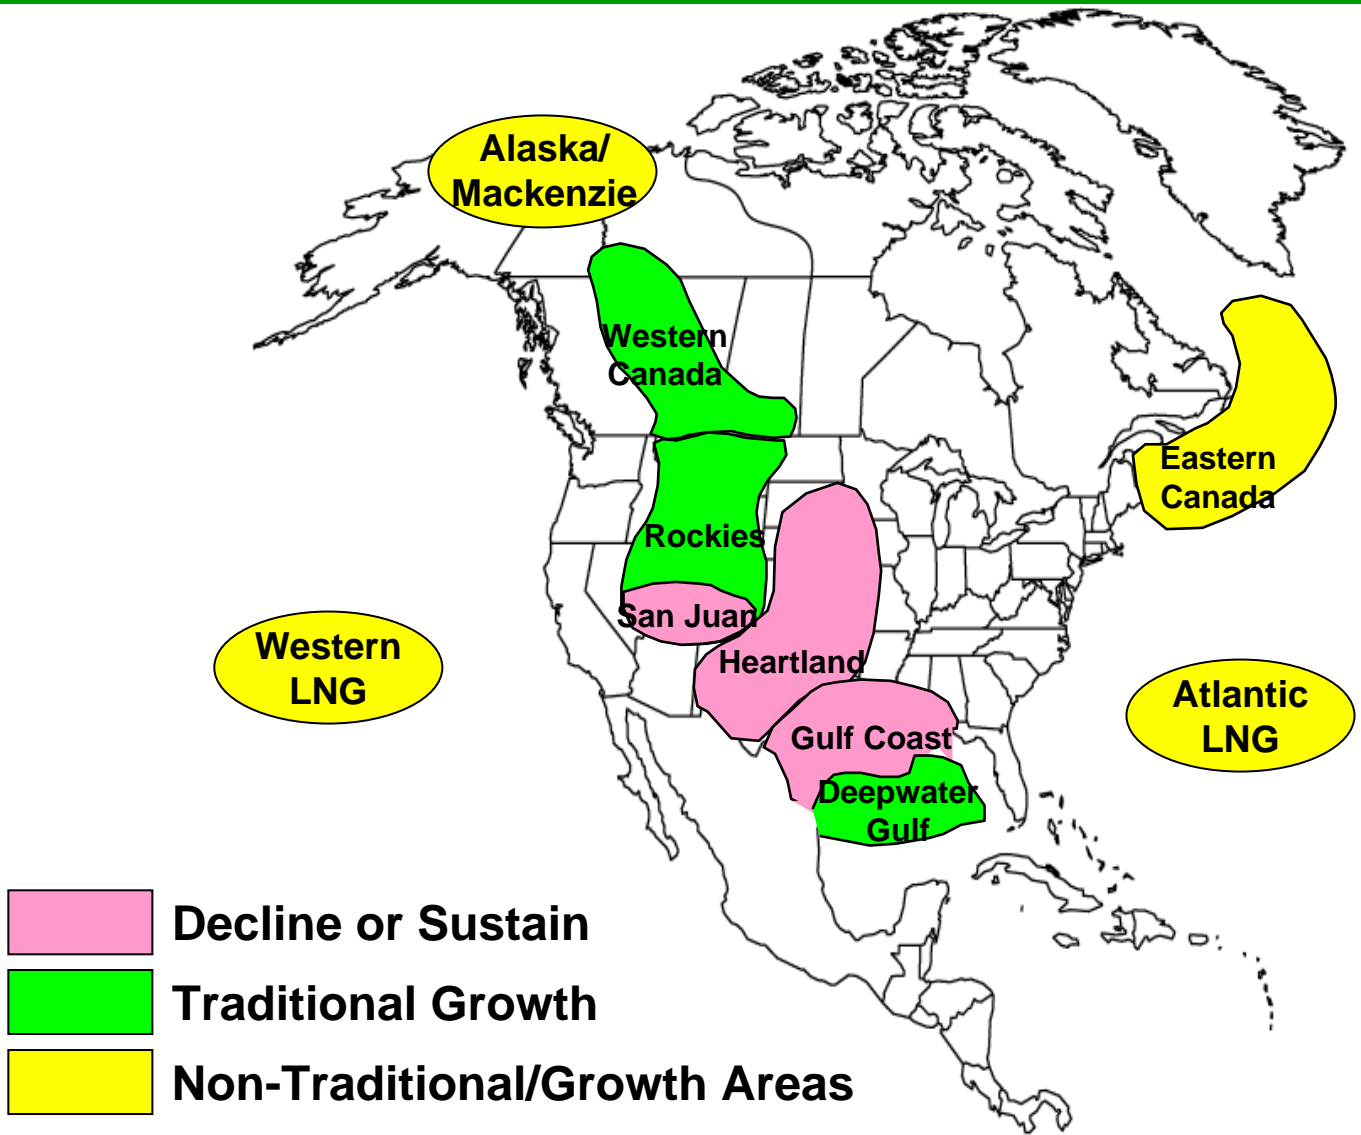 Alaska/
Mackenzie
Western
Canada
Eastern
Canada
Rockies
San Juan
Heartland
Western
LNG
Atlantic
LNG
Gulf Coast
Deepwater
Gulf
Decline or Sustain
Traditional Growth
Non-Traditional/Growth Areas